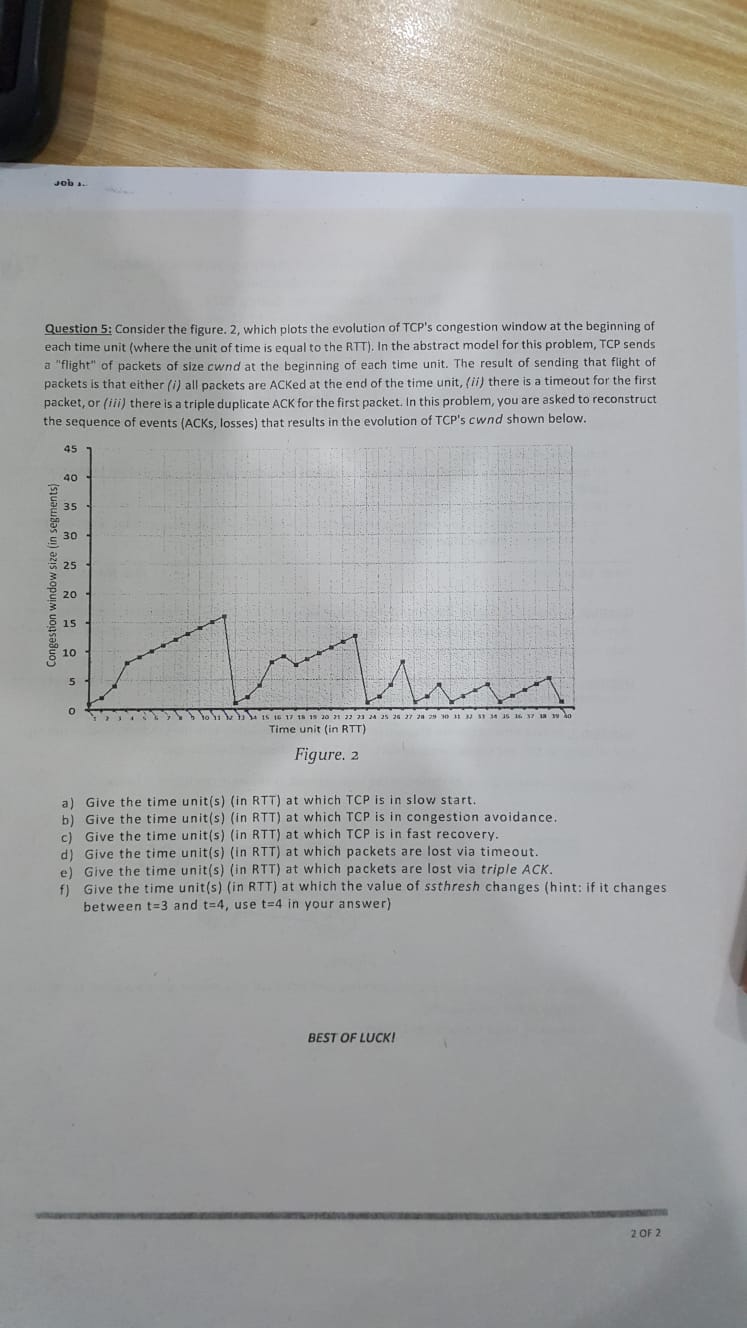 Job 1..
Question 5: Consider the figure. 2, which plots the evolution of TCP's congestion window at the beginning of
each time unit (where the unit of time is equal to the RTT). In the abstract model for this problem, TCP sends
a "flight" of packets of size cwnd at the beginning of each time unit. The result of sending that flight of
packets is that either (i) all packets are ACKed at the end of the time unit, (ii) there is a timeout for the first
packet, or (iii) there is a triple duplicate ACK for the first packet. In this problem, you are asked to reconstruct
the sequence of events (ACKs, losses) that results in the evolution of TCP's cwnd shown below.
Congestion window size (in segments)
45
40
35
30
25
20
15
10
5
0
1 2 3 4 5 6 7 8 9 10 11 12 13 14 15 16 17 18 19 20 21 22 23 24 25 26 27 28 29 30 31 32 33 34 35 36 37 38 39 40
Time unit (in RTT)
Figure. 2
a) Give the time unit(s) (in RTT) at which TCP is in slow start.
b) Give the time unit(s) (in RTT) at which TCP is in congestion avoidance.
c) Give the time unit(s) (in RTT) at which TCP is in fast recovery.
d) Give the time unit(s) (in RTT) at which packets are lost via timeout.
e) Give the time unit(s) (in RTT) at which packets are lost via triple ACK.
f) Give the time unit(s) (in RTT) at which the value of ssthresh changes (hint: if it changes
between t=3 and t=4, use t=4 in your answer)
BEST OF LUCK!
2 OF 2